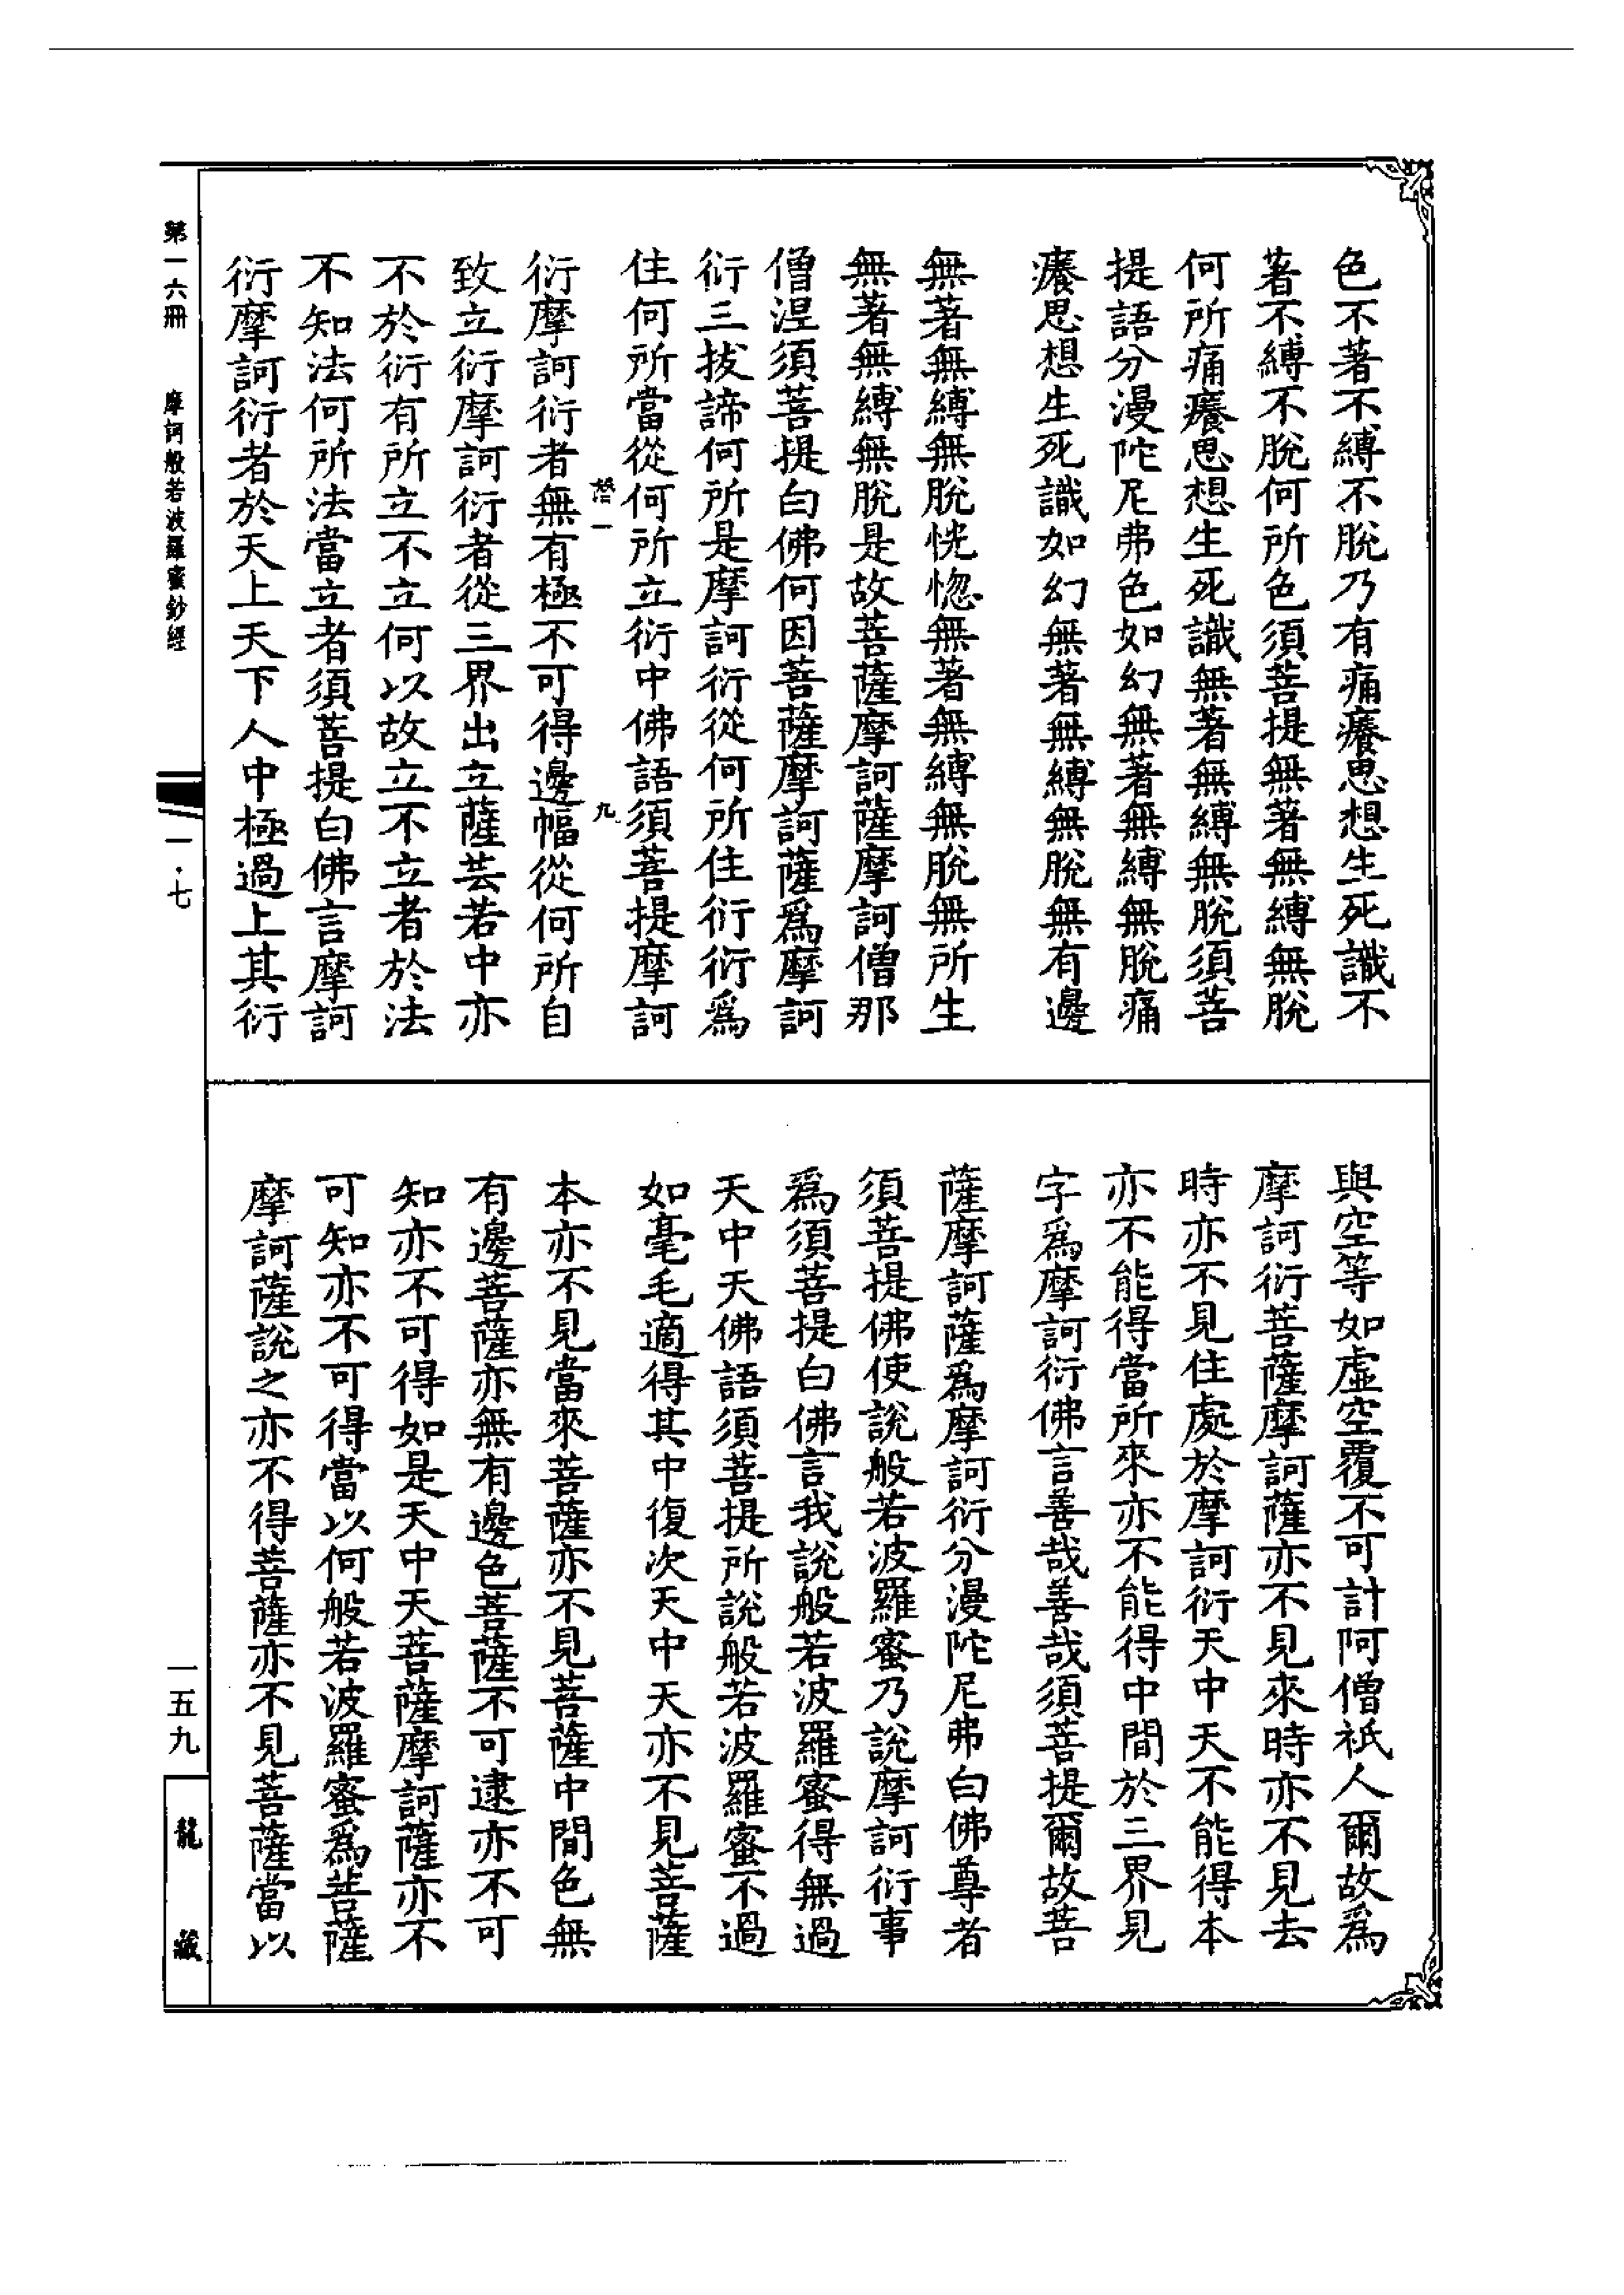 色不著不縛不脫乃有痛癢思想生死識不
著不縛不脫何所色須菩提無著無縛無脫
何所痛癢思想生死識無著無縛無脫須菩
提語分漫陀尼弗色如幻無著無縛無脫痛
癢思想生死識如幻無著無縛無脫無有邊
無著無縛無脫恍惚無著無縛無脫無所生
無著無縛無脫是故菩薩摩訶薩摩訶僧那
僧涅須菩提白佛何因菩薩摩訶薩爲摩訶
衍三拔諦何所是摩訶衍從何所住衍衍爲
住何所當從何所立衍中佛語須菩提摩訶
衍摩訶衍者無有極不可得邊幅從何所自
致立衍摩訶衍者從三界出立薩芸若中亦
不於衍有所立不立何以故立不立者於法
不知法何所法當立者須菩提白佛言摩訶
衍摩訶衍者於天上天下人中極過上其衍
與空等如虛空覆不可計阿僧祇人爾故爲
摩訶衍菩薩摩訶薩亦不見來時亦不見去
時亦不見住處於摩訶衍天中天不能得本
亦不能得當所來亦不能得中間於三界見
字爲摩訶衍佛言善哉善哉須菩提爾故菩
薩摩訶薩爲摩訶衍分漫陀尼弗白佛尊者
須菩提佛使說般若波羅蜜乃說摩訶衍事
爲須菩提白佛言我說般若波羅蜜得無過
天中天佛語須菩提所說般若波羅蜜不過
如毫毛適得其中復次天中天亦不見菩薩
本亦不見當來菩薩亦不見菩薩中間色無
有邊菩薩亦無有邊色菩薩不可逮亦不可
知亦不可得如是天中天菩薩摩訶薩亦不
可知亦不可得當以何般若波羅蜜爲菩薩
摩訶薩說之亦不得菩薩亦不見菩薩當以
第一六冊 摩訶般若波羅蜜鈔經
一·七
一五九
龍藏
一
九